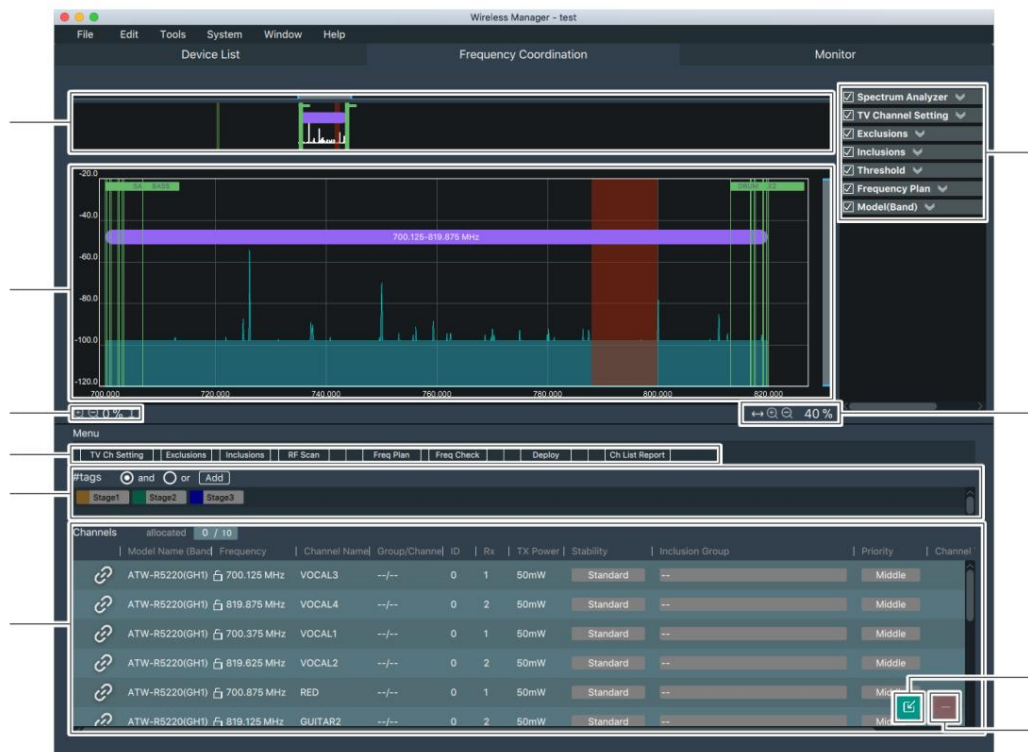 Wireless Manager - test
File Edit Tools System Window Help
Device List Frequency Coordination Monitor
Spectrum Analyzer
TV Channel Setting
Exclusions
Inclusions
Threshold
Frequency Plan
Model(Band)
-20.0
BASS
-40.0
700.125-819.875 MHz
-60.0
-80.0
-100.0
-120.0
700.000 720.000 740.000 760.000 780.000 800.000 820.000
0 % 40 %
Menu
TV Ch Setting Exclusions Inclusions RF Scan Freq Plan Freq Check Deploy Ch List Report
#tags and or Add
Stage1 Stage2 Stage3
Channels allocated 0 / 10
Model Name (Band Frequency Channel Name Group/Channel ID Rx TX Power Stability Inclusion Group Priority Channel
ATW-R5220(GH1) 700.125 MHz VOCAL3 --/-- 0 1 50mW Standard -- Middle
ATW-R5220(GH1) 819.875 MHz VOCAL4 --/-- 0 2 50mW Standard -- Middle
ATW-R5220(GH1) 700.375 MHz VOCAL1 --/-- 0 1 50mW Standard -- Middle
ATW-R5220(GH1) 819.625 MHz VOCAL2 --/-- 0 2 50mW Standard -- Middle
ATW-R5220(GH1) 700.875 MHz RED --/-- 0 1 50mW Standard --
ATW-R5220(GH1) 819.125 MHz GUITAR2 --/-- 0 2 50mW Standard --